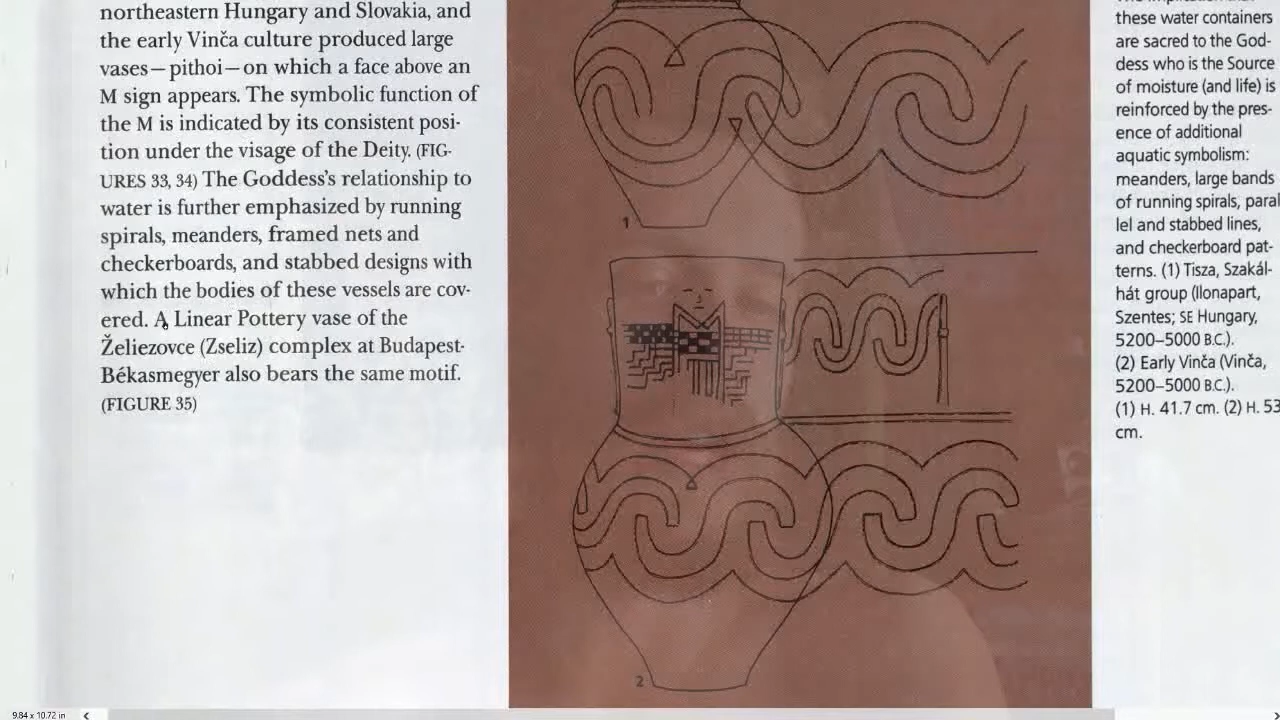 northeastern Hungary and Slovakia, and
the early Vinča culture produced large
vases—pithoi—on which a face above an
M sign appears. The symbolic function of
the M is indicated by its consistent posi-
tion under the visage of the Deity. (FIG-
URES 33, 34) The Goddess's relationship to
water is further emphasized by running
spirals, meanders, framed nets and
checkerboards, and stabbed designs with
which the bodies of these vessels are cov-
ered. A Linear Pottery vase of the
Želiezovce (Zseliz) complex at Budapest-
Békasmegyer also bears the same motif.
(FIGURE 35)
1
2
these water containers
are sacred to the God-
dess who is the Source
of moisture (and life) is
reinforced by the pres-
ence of additional
aquatic symbolism:
meanders, large bands
of running spirals, paral
lel and stabbed lines,
and checkerboard pat-
terns. (1) Tisza, Szakál-
hát group (Ilonapart,
Szentes; SE Hungary,
5200–5000 B.C.).
(2) Early Vinča (Vinča,
5200–5000 B.C.).
(1) H. 41.7 cm. (2) H. 53
cm.
9.84 x 10.72 in